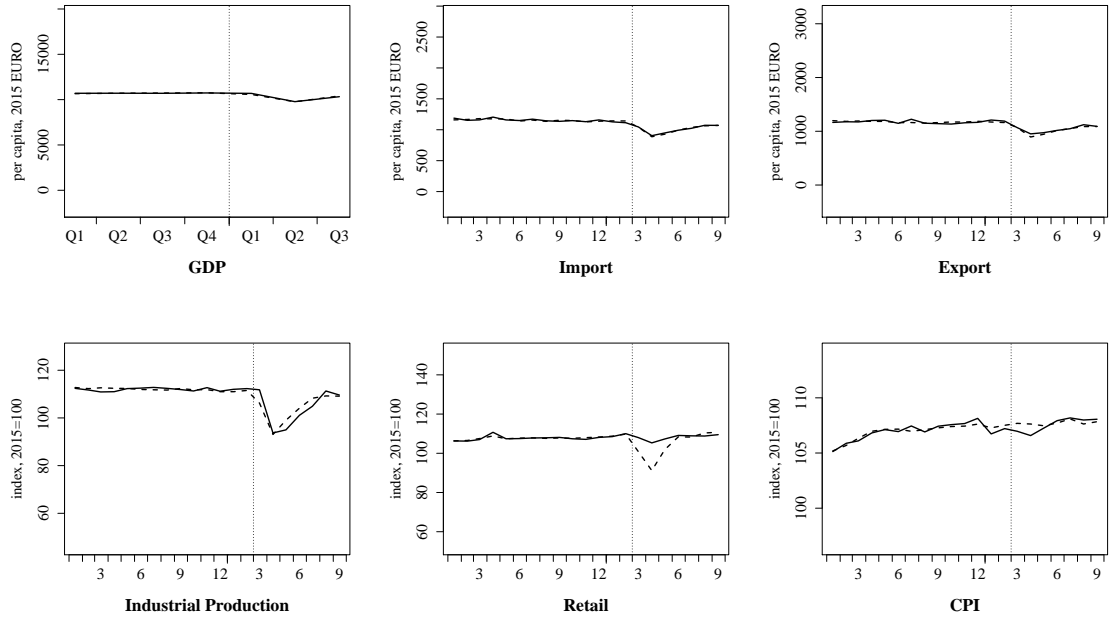 per capita, 2015 EURO
15000
5000
0
Q1 Q2 Q3 Q4 Q1 Q2 Q3
GDP
per capita, 2015 EURO
2500
1500
500
0
3 6 9 12 3 6 9
Import
per capita, 2015 EURO
3000
2000
1000
0
3 6 9 12 3 6 9
Export
index, 2015=100
120
100
80
60
3 6 9 12 3 6 9
Industrial Production
index, 2015=100
140
120
100
80
60
3 6 9 12 3 6 9
Retail
index, 2015=100
110
105
100
3 6 9 12 3 6 9
CPI